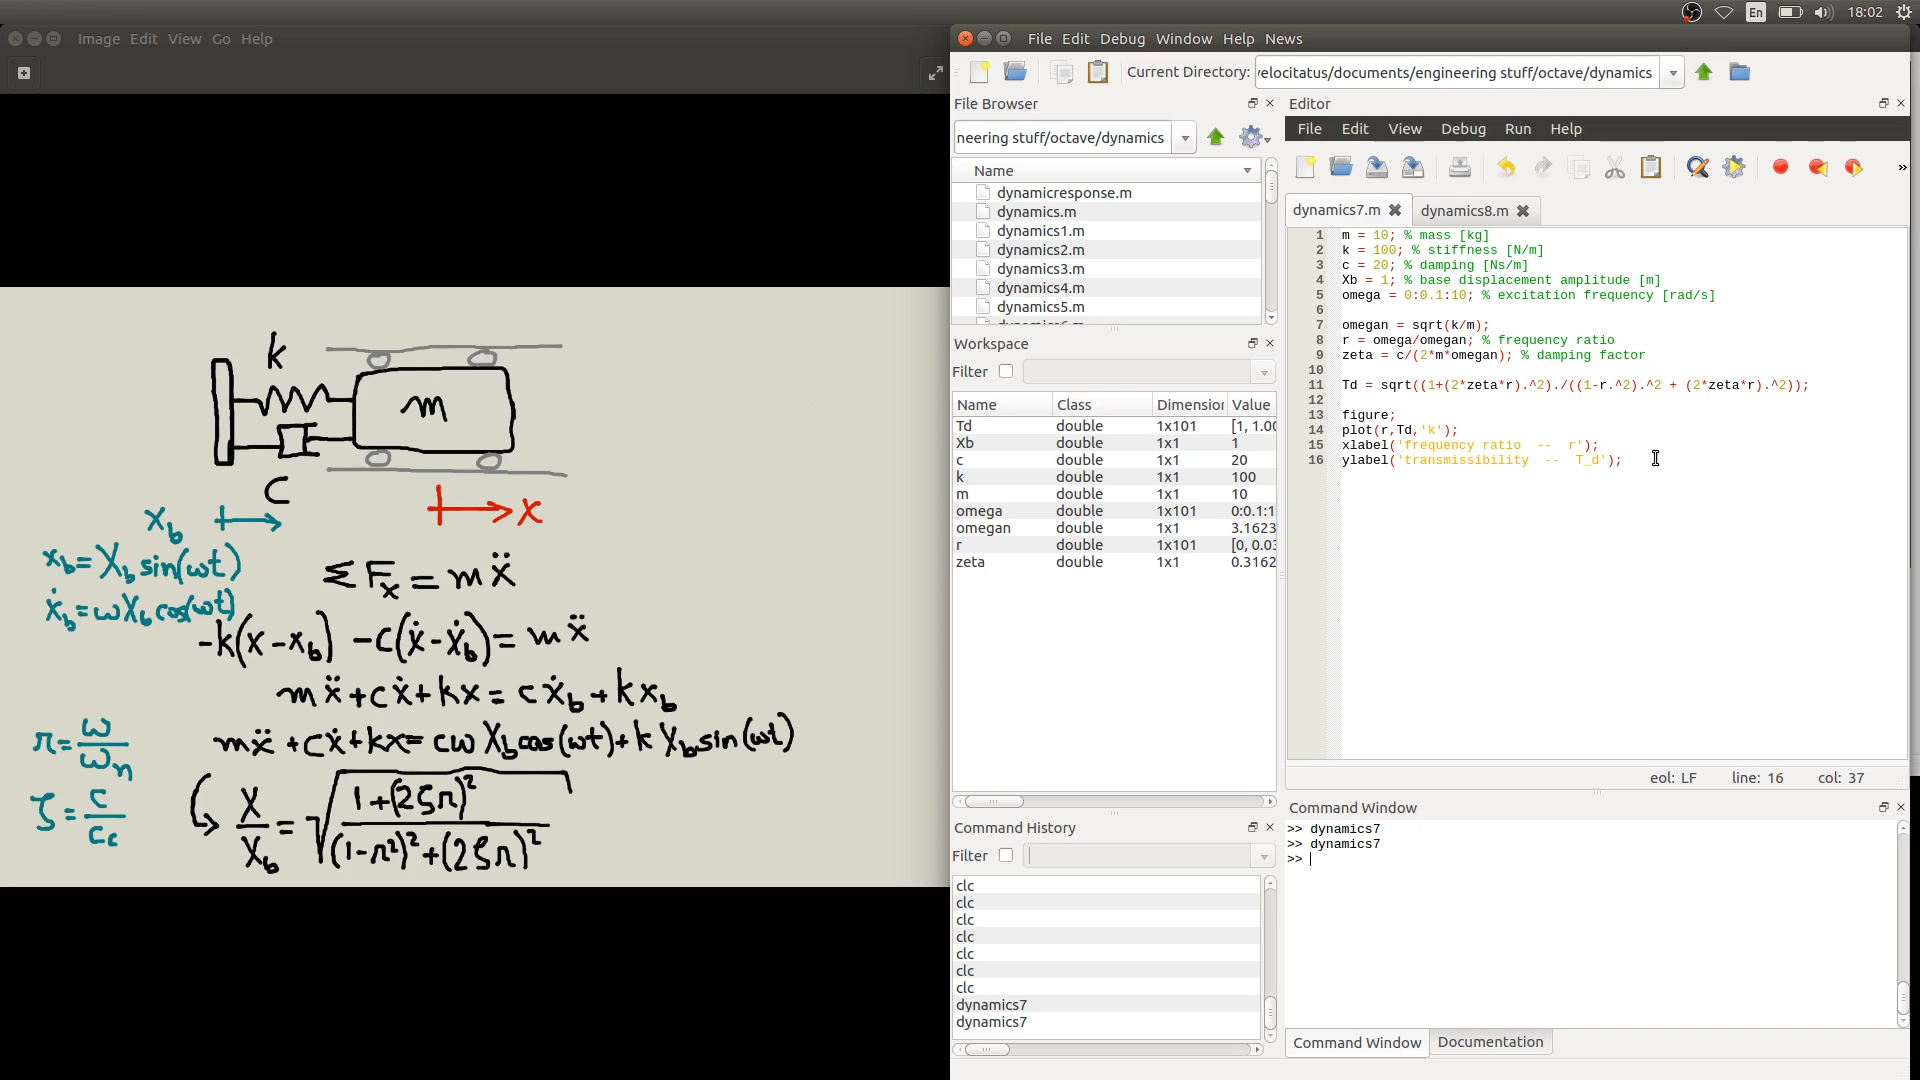 En 18:02
Image Edit View Go Help
File Edit Debug Window Help News
Current Directory: velocitatus/documents/engineering stuff/octave/dynamics
File Browser
neering stuff/octave/dynamics
Name
dynamicresponse.m
dynamics.m
dynamics1.m
dynamics2.m
dynamics3.m
dynamics4.m
dynamics5.m
Workspace
Filter
Name Class Dimension Value
Td double 1x101 [1, 1.00
Xb double 1x1 1
c double 1x1 20
k double 1x1 100
m double 1x1 10
omega double 1x101 0:0.1:1
omegan double 1x1 3.1623
r double 1x101 [0, 0.03
zeta double 1x1 0.3162
Command History
Filter
clc
clc
clc
clc
clc
clc
clc
dynamics7
dynamics7
Editor
File Edit View Debug Run Help
»
dynamics7.m dynamics8.m
1 m = 10; % mass [kg]
2 k = 100; % stiffness [N/m]
3 c = 20; % damping [Ns/m]
4 Xb = 1; % base displacement amplitude [m]
5 omega = 0:0.1:10; % excitation frequency [rad/s]
6
7 omegan = sqrt(k/m);
8 r = omega/omegan; % frequency ratio
9 zeta = c/(2*m*omegan); % damping factor
10
11 Td = sqrt((1+(2*zeta*r).^2)./((1-r.^2).^2 + (2*zeta*r).^2));
12
13 figure;
14 plot(r,Td,'k');
15 xlabel('frequency ratio -- r');
16 ylabel('transmissibility -- T_d');
eol: LF line: 16 col: 37
Command Window
>> dynamics7
>> dynamics7
>>
Command Window Documentation
k
m
c
x_b
x
x_b = X_b sin(ωt)
ẋ_b = ωX_b cos(ωt)
ΣF_x = mẍ
-k(x-x_b) -c(ẋ-ẋ_b) = mẍ
mẍ+cẋ+kx = cẋ_b+kx_b
mẍ+cẋ+kx = cωX_b cos(ωt)+kX_b sin(ωt)
r = ω/ω_n
ζ = c/c_c
X/X_b = √((1+(2ζr)²)/((1-r²)²+(2ζr)²))